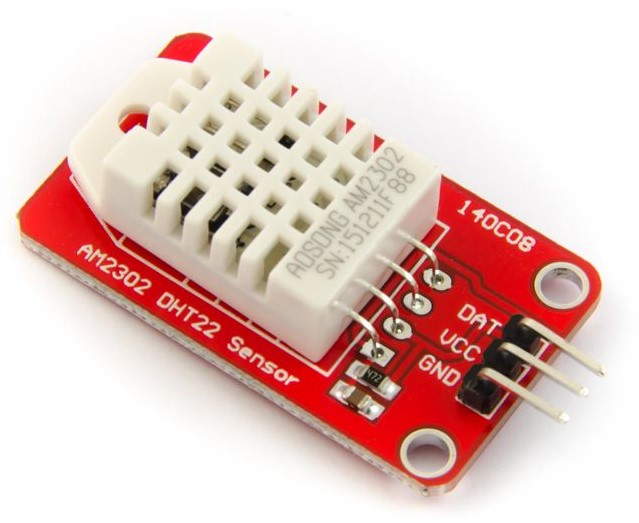 AOSONG AM2302
SN:151211F88
140C08
AM2302 DHT22 Sensor
DAT
VCC
GND